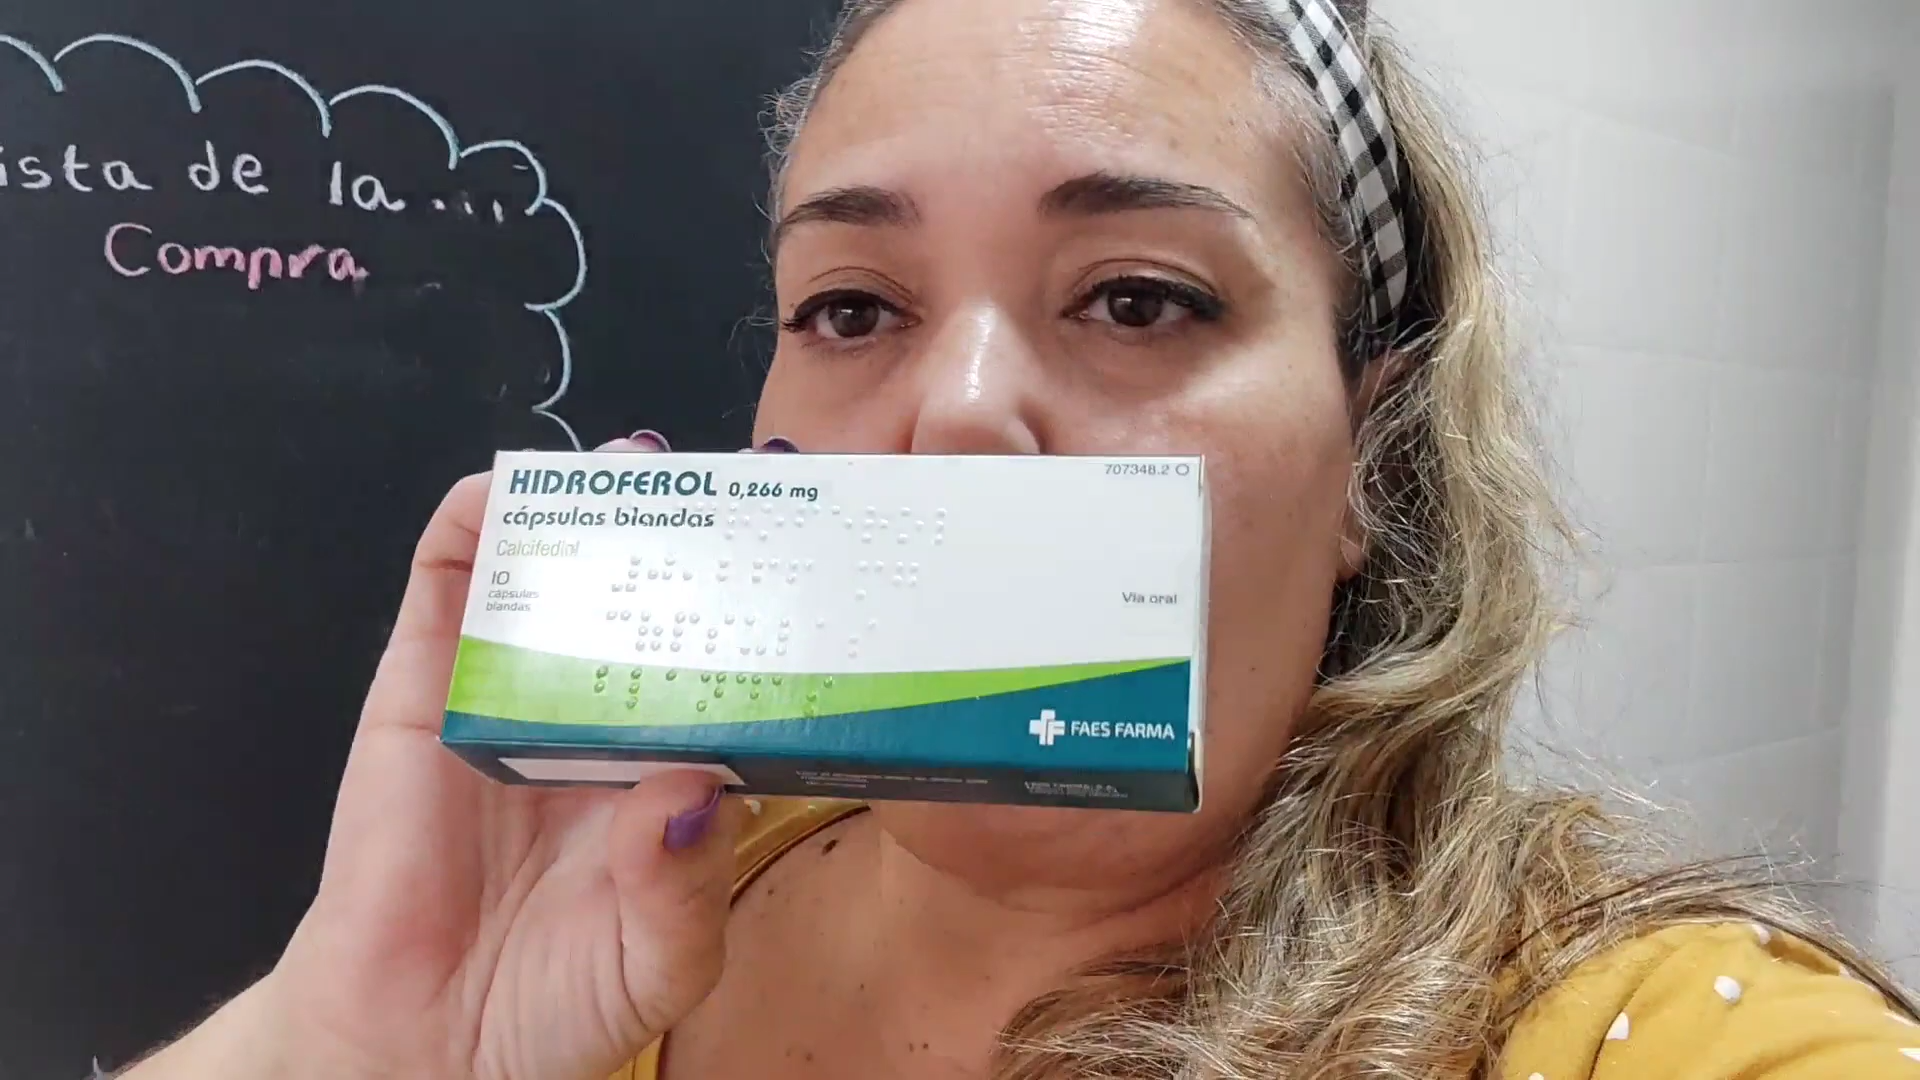 ista de la...
Compra
707348.2
HIDROFEROL 0,266 mg
cápsulas blandas
Calcifediol
10
cápsulas
blandas
Vía oral
FAES FARMA